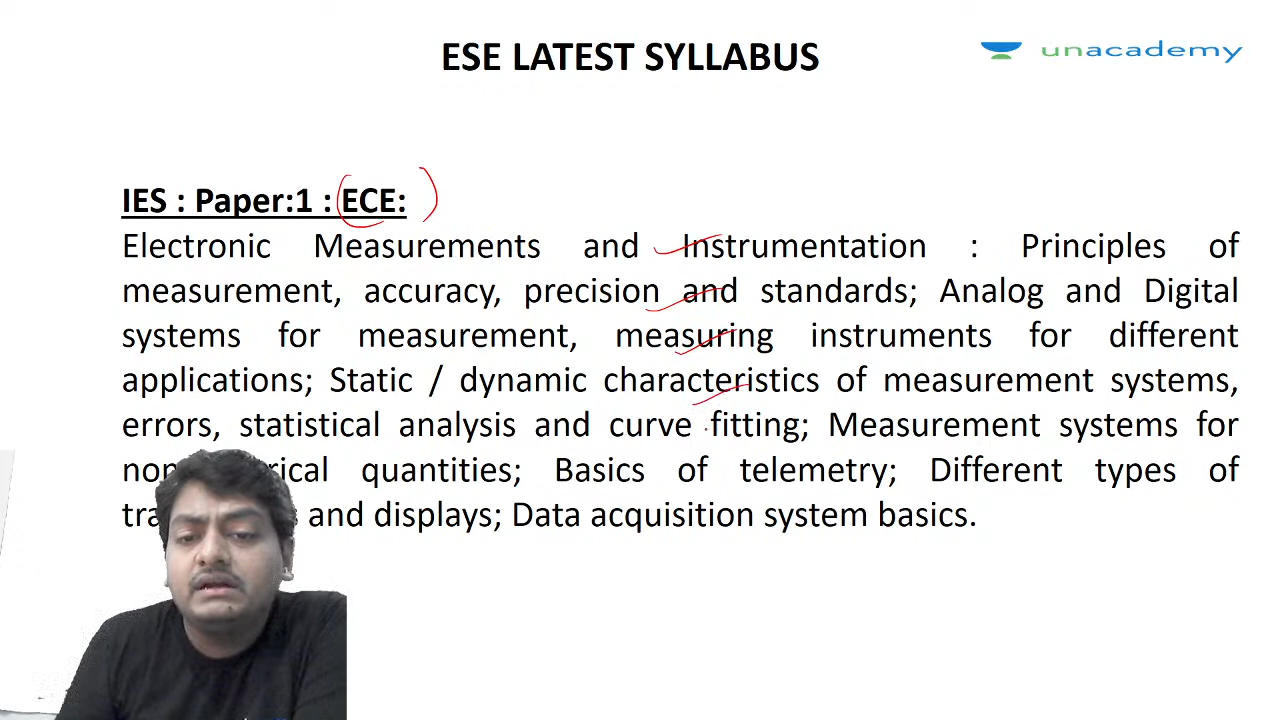 ESE LATEST SYLLABUS
unacademy
IES : Paper:1 : ECE:
Electronic Measurements and Instrumentation : Principles of
measurement, accuracy, precision and standards; Analog and Digital
systems for measurement, measuring instruments for different
applications; Static / dynamic characteristics of measurement systems,
errors, statistical analysis and curve fitting; Measurement systems for
quantities; Basics of telemetry; Different types of
and displays; Data acquisition system basics.